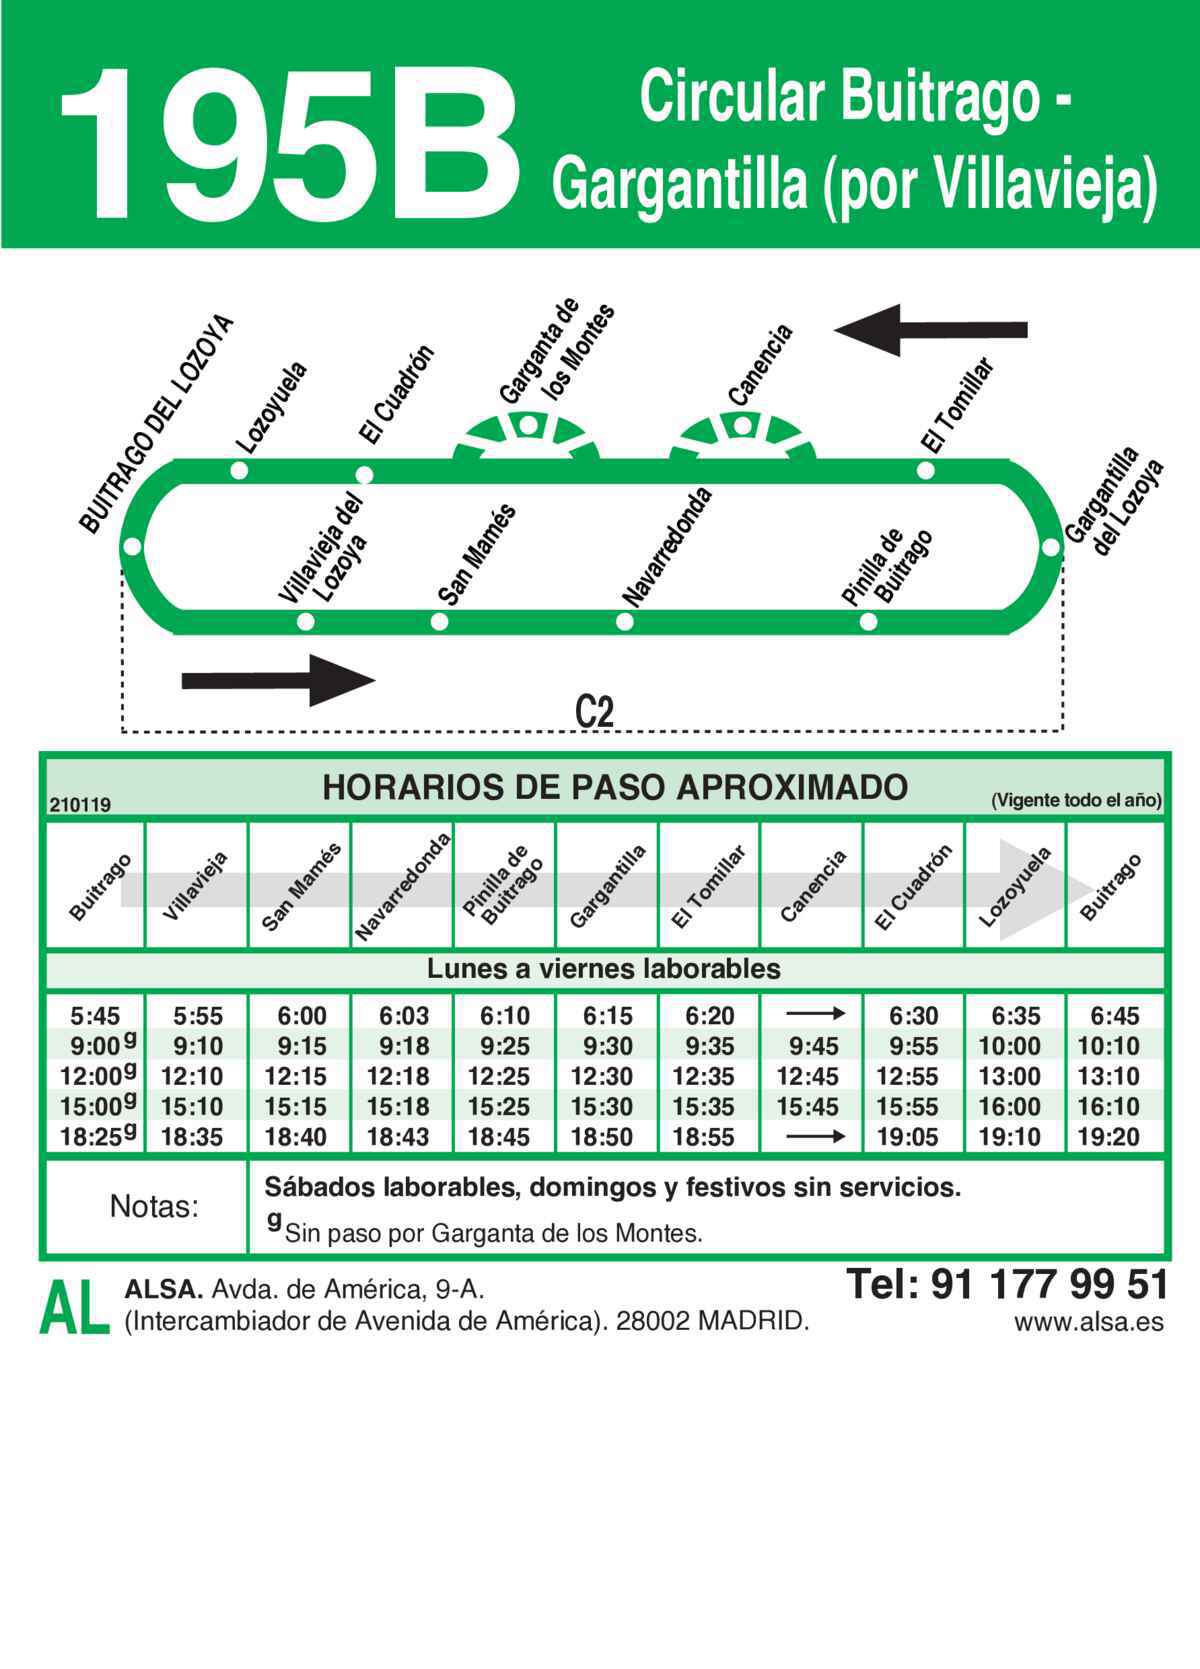 195B
Circular Buitrago -
Gargantilla (por Villavieja)
BUITRAGO DEL LOZOYA
Lozoyuela
El Cuadrón
Garganta de
los Montes
Canencia
El Tomillar
Gargantilla
del Lozoya
Villavieja del
Lozoya
San Mamés
Navarredonda
Pinilla de
Buitrago
C2
210119
HORARIOS DE PASO APROXIMADO
(Vigente todo el año)
Buitrago
Villavieja
San Mamés
Navarredonda
Pinilla de
Buitrago
Gargantilla
El Tomillar
Canencia
El Cuadrón
Lozoyuela
Buitrago
Lunes a viernes laborables
5:45 5:55 6:00 6:03 6:10 6:15 6:20 → 6:30 6:35 6:45
9:00 g 9:10 9:15 9:18 9:25 9:30 9:35 9:45 9:55 10:00 10:10
12:00 g 12:10 12:15 12:18 12:25 12:30 12:35 12:45 12:55 13:00 13:10
15:00 g 15:10 15:15 15:18 15:25 15:30 15:35 15:45 15:55 16:00 16:10
18:25 g 18:35 18:40 18:43 18:45 18:50 18:55 → 19:05 19:10 19:20
Notas:
Sábados laborables, domingos y festivos sin servicios.
g Sin paso por Garganta de los Montes.
AL
ALSA. Avda. de América, 9-A.
(Intercambiador de Avenida de América). 28002 MADRID.
Tel: 91 177 99 51
www.alsa.es